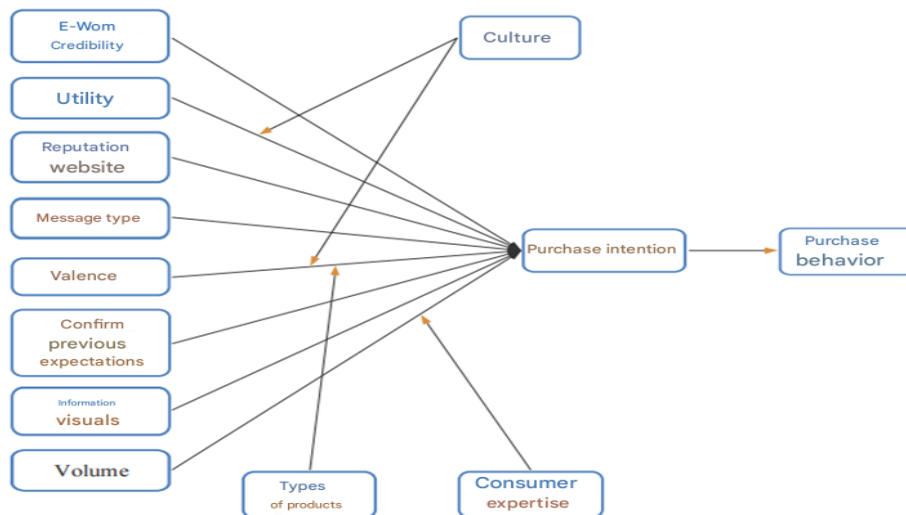 E-Wom
Credibility
Culture
Utility
Reputation
website
Message type
Purchase intention
Purchase
behavior
Valence
Confirm
previous
expectations
Information
visuals
Volume
Types
of products
Consumer
expertise